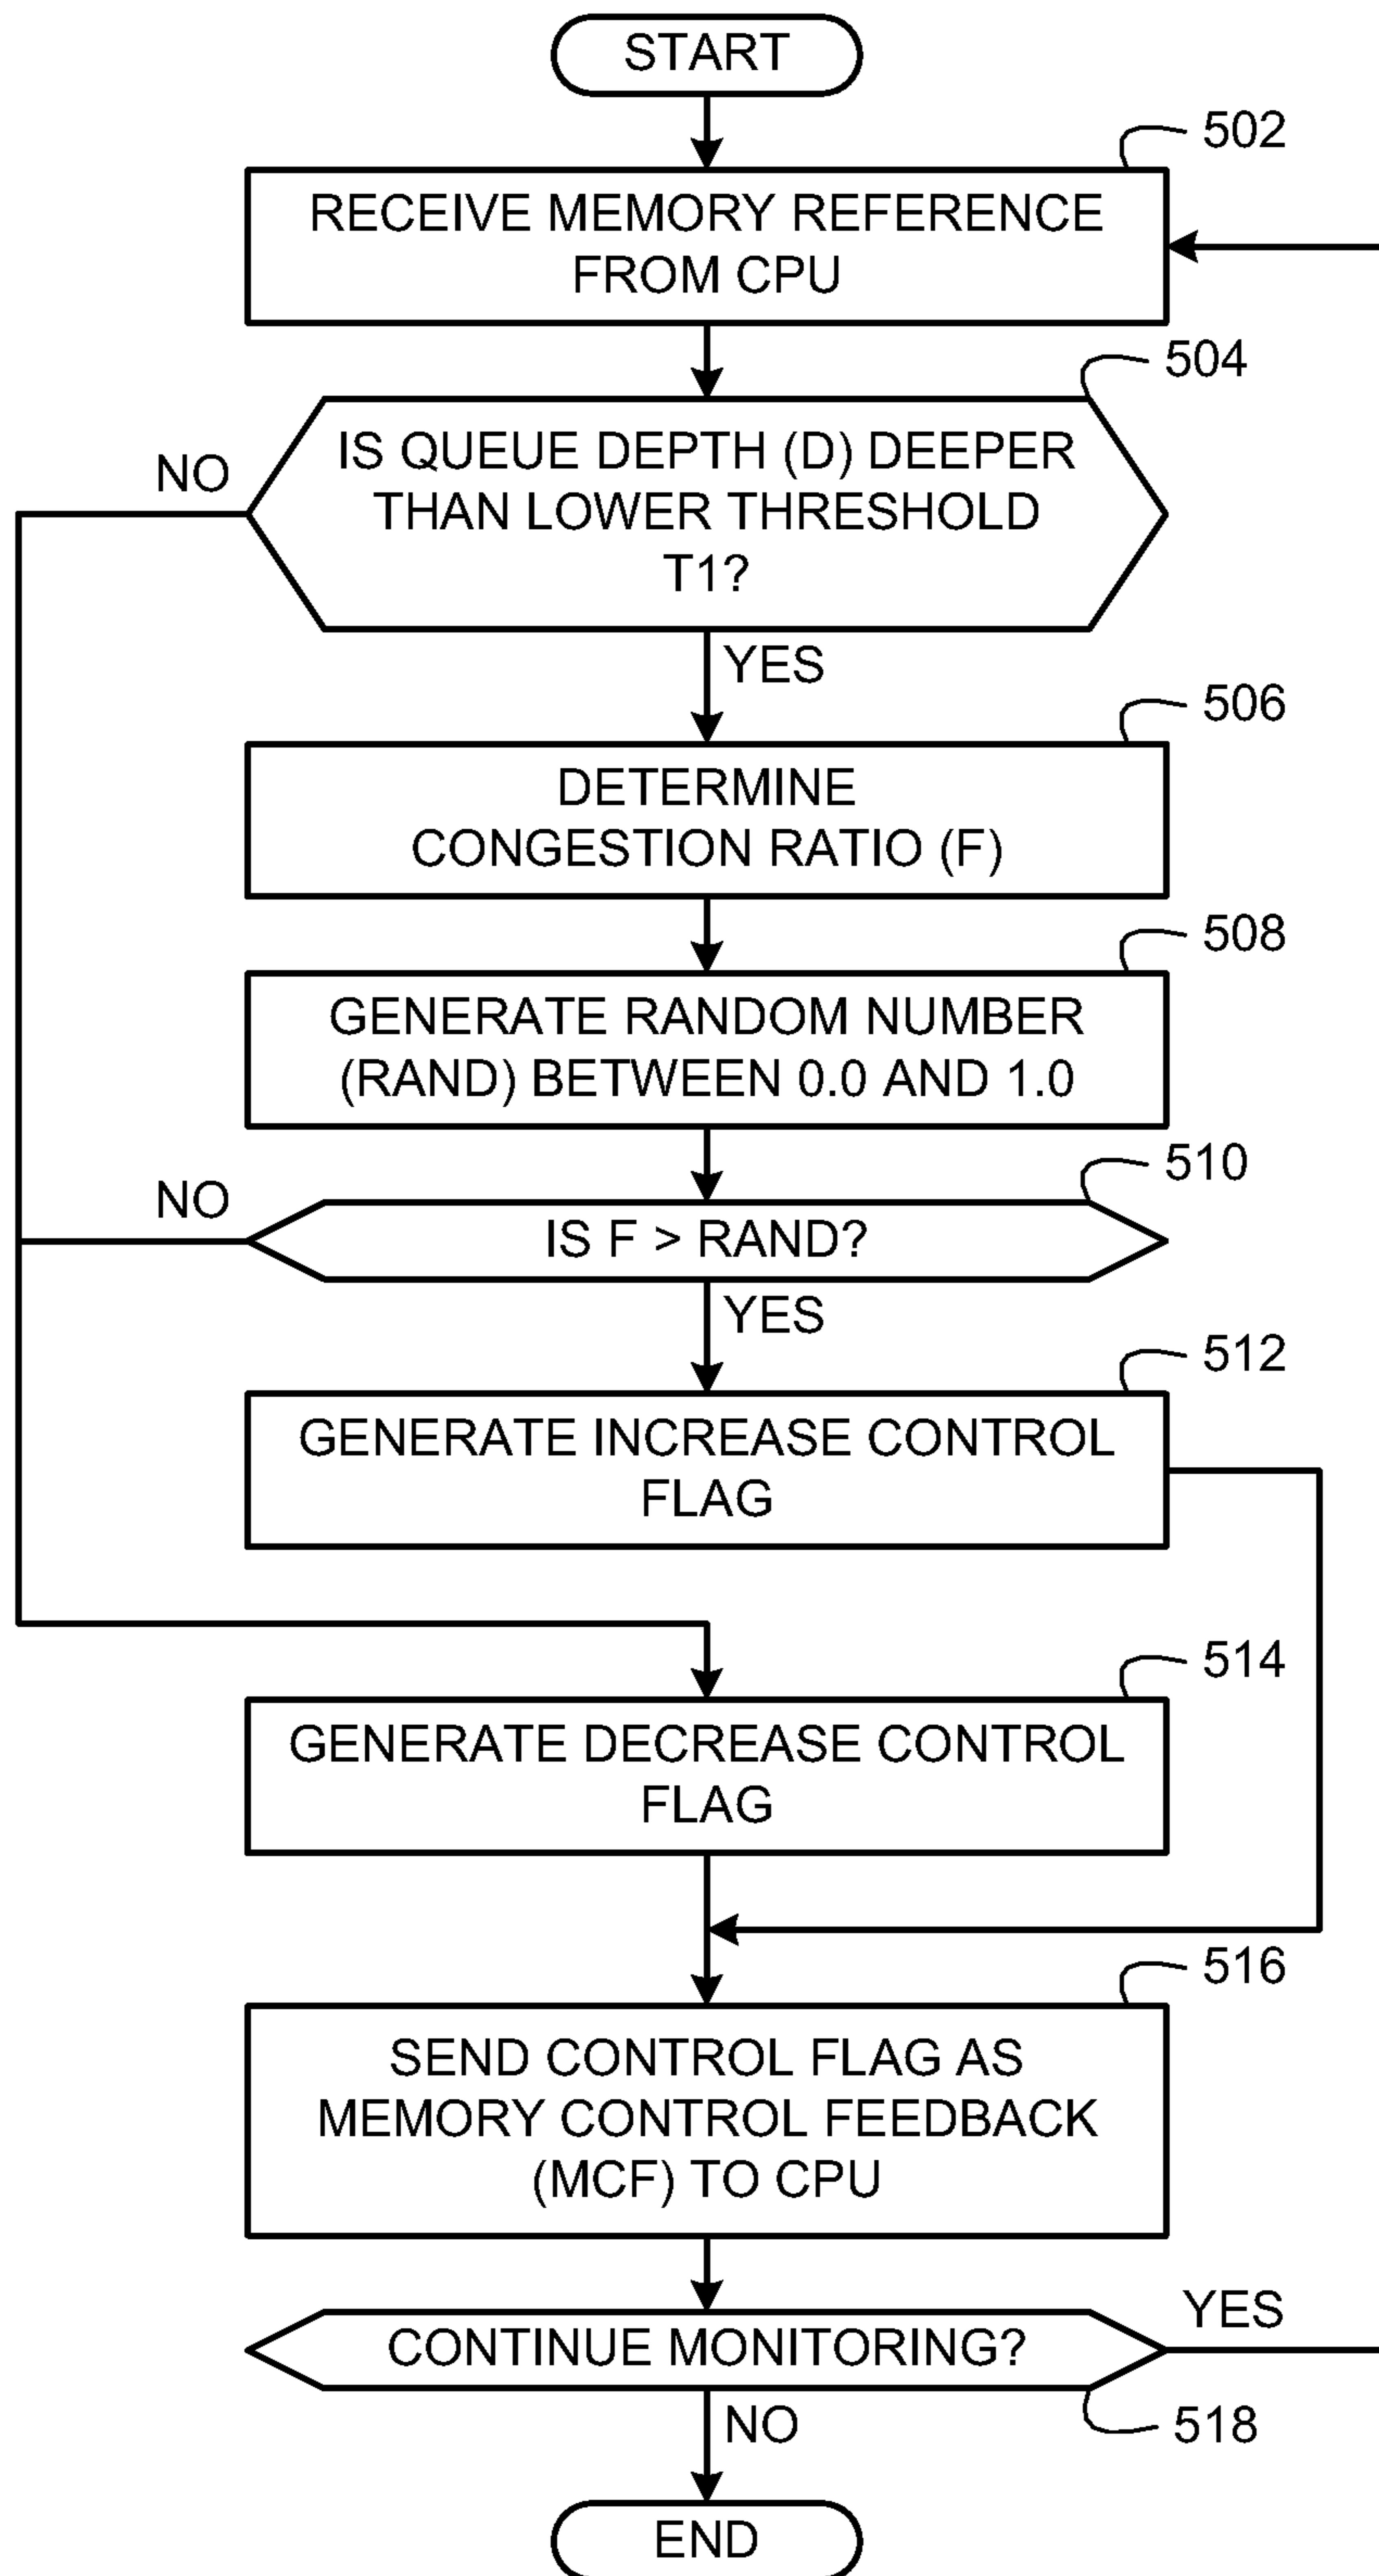 START
502
RECEIVE MEMORY REFERENCE
FROM CPU
504
IS QUEUE DEPTH (D) DEEPER
THAN LOWER THRESHOLD
T1?
NO
YES
506
DETERMINE
CONGESTION RATIO (F)
508
GENERATE RANDOM NUMBER
(RAND) BETWEEN 0.0 AND 1.0
510
NO
IS F > RAND?
YES
512
GENERATE INCREASE CONTROL
FLAG
514
GENERATE DECREASE CONTROL
FLAG
516
SEND CONTROL FLAG AS
MEMORY CONTROL FEEDBACK
(MCF) TO CPU
YES
CONTINUE MONITORING?
518
NO
END